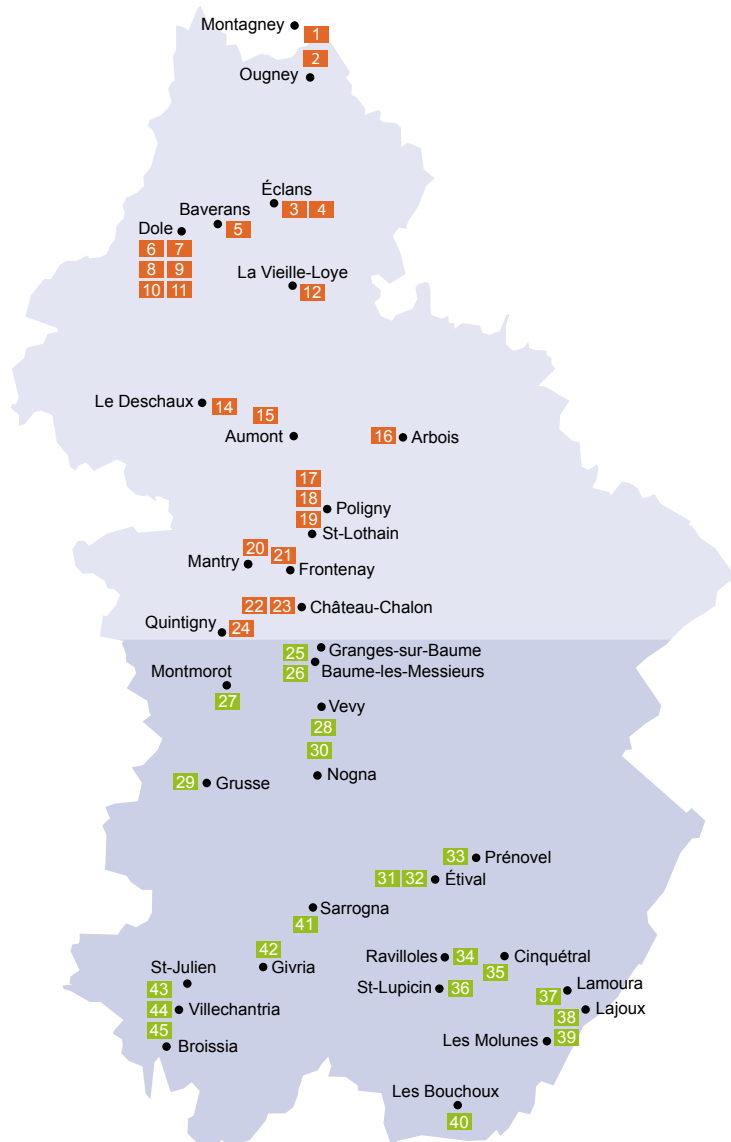 Montagney
1
2
Ougney
Éclans
3 4
Baverans
5
Dole
6 7
8 9
10 11
La Vieille-Loye
12
Le Deschaux
14
15
Aumont
16
Arbois
17
18
Poligny
19
St-Lothain
20
Mantry
21
Frontenay
22 23
Château-Chalon
Quintigny
24
25
Granges-sur-Baume
26
Baume-les-Messieurs
Montmorot
27
Vevy
28
30
Nogna
29
Grusse
33
Prénovel
31 32
Étival
Sarrogna
41
42
Givria
Ravilloles
34
Cinquétral
35
St-Lupicin
36
St-Julien
43
44
Villechantria
45
Broissia
Lamoura
37
Lajoux
38
Les Molunes
39
Les Bouchoux
40